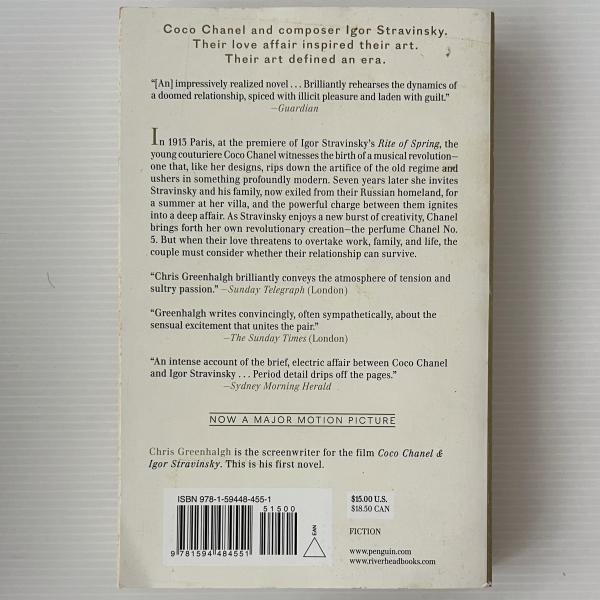 Coco Chanel and composer Igor Stravinsky.
Their love affair inspired their art.
Their art defined an era.
“[An] impressively realized novel . . . Brilliantly rehearses the dynamics of
a doomed relationship, spiced with illicit pleasure and laden with guilt.”
—Guardian
In 1913 Paris, at the premiere of Igor Stravinsky’s Rite of Spring, the
young couturiere Coco Chanel witnesses the birth of a musical revolution—
one that, like her designs, rips down the artifice of the old regime and
ushers in something profoundly modern. Seven years later she invites
Stravinsky and his family, now exiled from their Russian homeland, for
a summer at her villa, and the powerful charge between them ignites
into a deep affair. As Stravinsky enjoys a new burst of creativity, Chanel
brings forth her own revolutionary creation—the perfume Chanel No.
5. But when their love threatens to overtake work, family, and life, the
couple must consider whether their relationship can survive.
“Chris Greenhalgh brilliantly conveys the atmosphere of tension and
sultry passion.” —Sunday Telegraph (London)
“Greenhalgh writes convincingly, often sympathetically, about the
sensual excitement that unites the pair.”
—The Sunday Times (London)
“An intense account of the brief, electric affair between Coco Chanel
and Igor Stravinsky . . . Period detail drips off the pages.”
—Sydney Morning Herald
NOW A MAJOR MOTION PICTURE
Chris Greenhalgh is the screenwriter for the film Coco Chanel &
Igor Stravinsky. This is his first novel.
ISBN 978-1-59448-455-1
51500
9 781594 484551
EAN
$15.00 U.S.
$18.50 CAN
FICTION
www.penguin.com
www.riverheadbooks.com